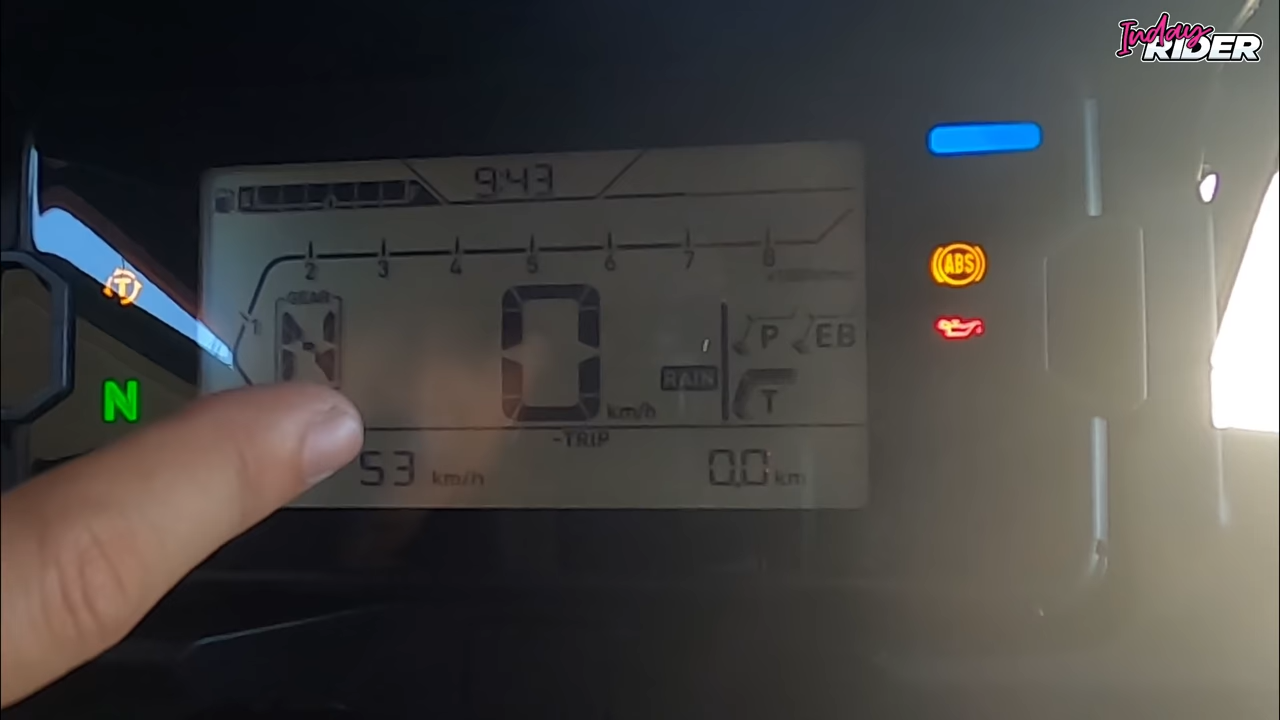 Inday
RIDER
9:43
2 3 4 5 6 7 8
1
GEAR
N
0
km/h
RAIN
P EB
T
-TRIP
53 km/h
0.0 km
T
N
ABS